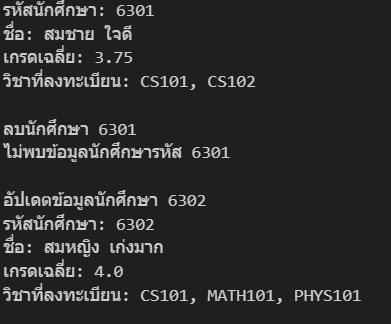 รหัสนักศึกษา: 6301
ชื่อ: สมชาย ใจดี
เกรดเฉลี่ย: 3.75
วิชาที่ลงทะเบียน: CS101, CS102

ลบนักศึกษา 6301
ไม่พบข้อมูลนักศึกษารหัส 6301

อัปเดตข้อมูลนักศึกษา 6302
รหัสนักศึกษา: 6302
ชื่อ: สมหญิง เก่งมาก
เกรดเฉลี่ย: 4.0
วิชาที่ลงทะเบียน: CS101, MATH101, PHYS101